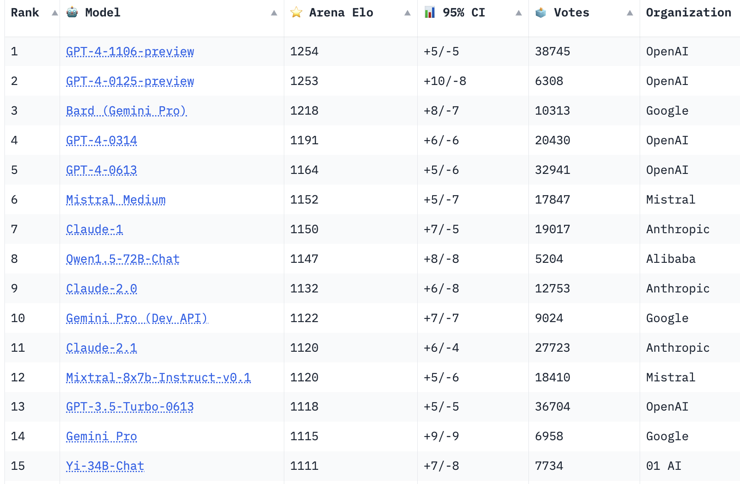 Rank Model Arena Elo 95% CI Votes Organization
1 GPT-4-1106-preview 1254 +5/-5 38745 OpenAI
2 GPT-4-0125-preview 1253 +10/-8 6308 OpenAI
3 Bard (Gemini Pro) 1218 +8/-7 10313 Google
4 GPT-4-0314 1191 +6/-6 20430 OpenAI
5 GPT-4-0613 1164 +5/-6 32941 OpenAI
6 Mistral Medium 1152 +5/-7 17847 Mistral
7 Claude-1 1150 +7/-5 19017 Anthropic
8 Qwen1.5-72B-Chat 1147 +8/-8 5204 Alibaba
9 Claude-2.0 1132 +6/-8 12753 Anthropic
10 Gemini Pro (Dev API) 1122 +7/-7 9024 Google
11 Claude-2.1 1120 +6/-4 27723 Anthropic
12 Mixtral-8x7b-Instruct-v0.1 1120 +5/-6 18410 Mistral
13 GPT-3.5-Turbo-0613 1118 +5/-5 36704 OpenAI
14 Gemini Pro 1115 +9/-9 6958 Google
15 Yi-34B-Chat 1111 +7/-8 7734 01 AI